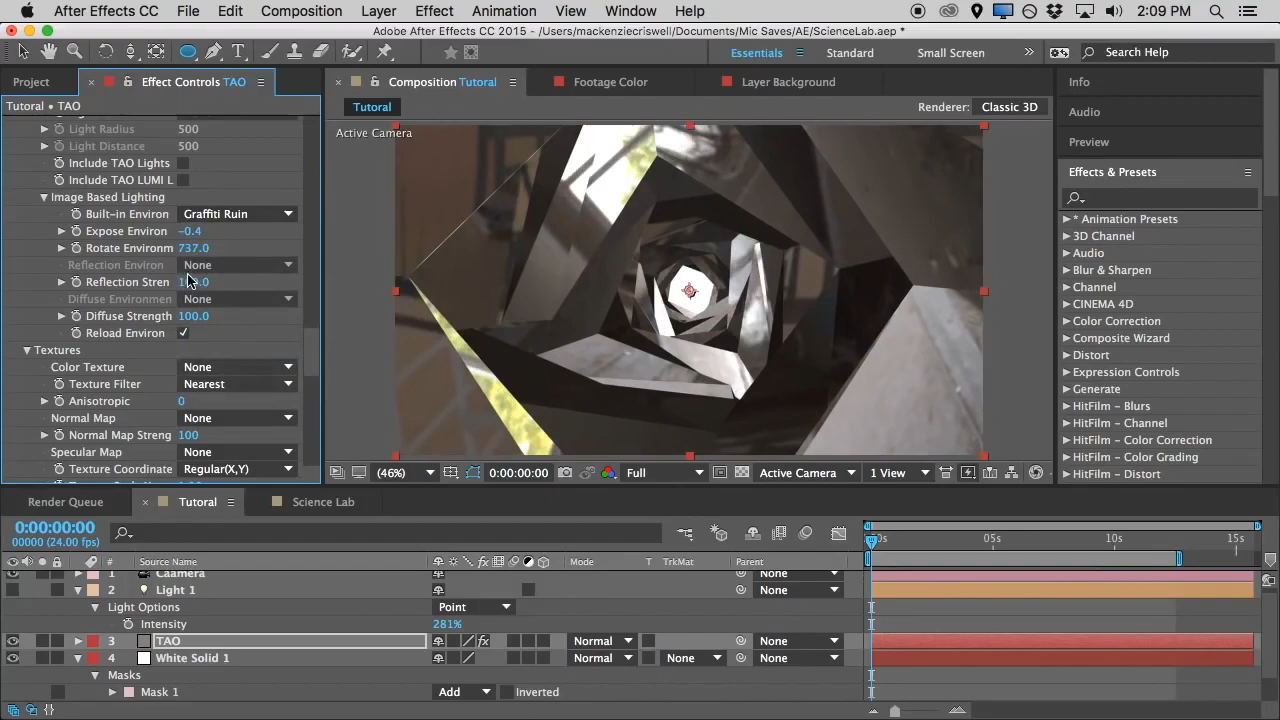 After Effects CC File Edit Composition Layer Effect Animation View Window Help 2:09 PM
Adobe After Effects CC 2015 - /Users/mackenziecriswell/Documents/Mic Saves/AE/ScienceLab.aep *
Essentials Standard Small Screen Search Help
Project Effect Controls TAO Composition Tutorial Footage Color Layer Background Info
Tutorial • TAO Tutorial Renderer: Classic 3D Audio
Active Camera Preview
Light Radius 500
Light Distance 500
Include TAO Lights
Include TAO LUMI L
Image Based Lighting
Built-in Environ Graffiti Ruin
Expose Environ -0.4
Rotate Environm 737.0
Reflection Environ None
Reflection Stren
Diffuse Environmen None
Diffuse Strength 100.0
Reload Environ
Textures
Color Texture None
Texture Filter Nearest
Anisotropic 0
Normal Map None
Normal Map Streng 100
Specular Map None
Texture Coordinate Regular(X,Y)
Effects & Presets
* Animation Presets
3D Channel
Audio
Blur & Sharpen
Channel
CINEMA 4D
Color Correction
Composite Wizard
Distort
Expression Controls
Generate
HitFilm - Blurs
HitFilm - Channel
HitFilm - Color Correction
HitFilm - Color Grading
HitFilm - Distort
(46%) 0:00:00:00 Full Active Camera 1 View
Render Queue Tutorial Science Lab
0:00:00:00
00000 (24.00 fps)
05s 10s 15s
# Source Name Mode T TrkMat Parent
1 Caamera None
2 Light 1 None
Light Options Point
Intensity 281%
3 TAO Normal None
4 White Solid 1 Normal None None
Masks
Mask 1 Add Inverted